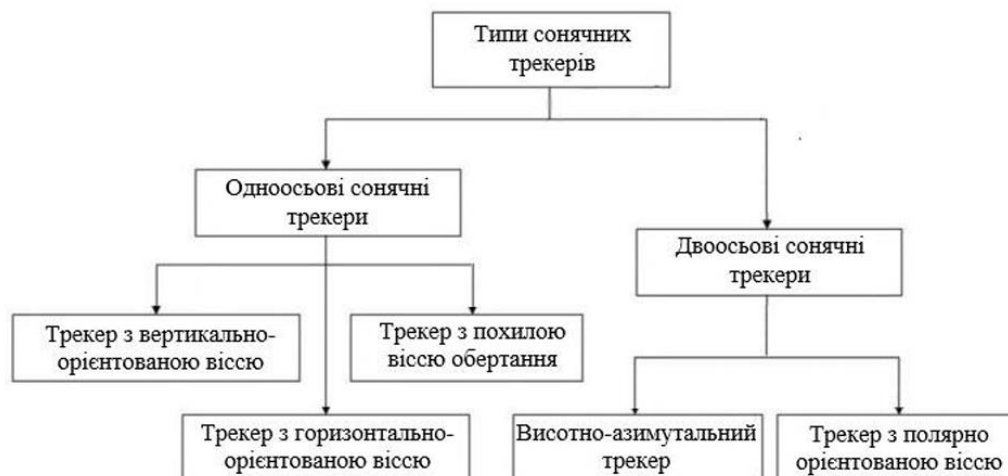 Типи сонячних
трекерів
Одноосьові сонячні
трекери
Двоосьові сонячні
трекери
Трекер з вертикально-
орієнтованою віссю
Трекер з похилою
віссю обертання
Трекер з горизонтально-
орієнтованою віссю
Висотно-азимутальний
трекер
Трекер з полярно
орієнтованою віссю